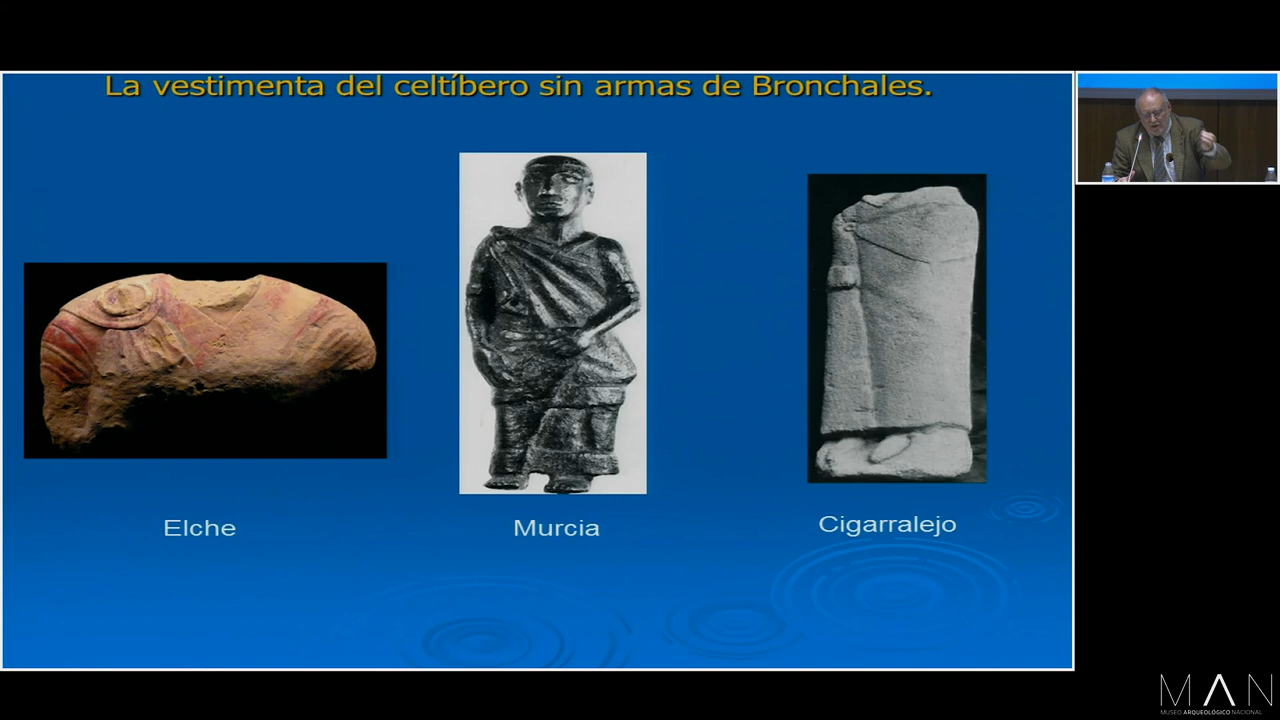 La vestimenta del celtíbero sin armas de Bronchales.
Elche
Murcia
Cigarralejo
MAN
MUSEO ARQUEOLÓGICO NACIONAL